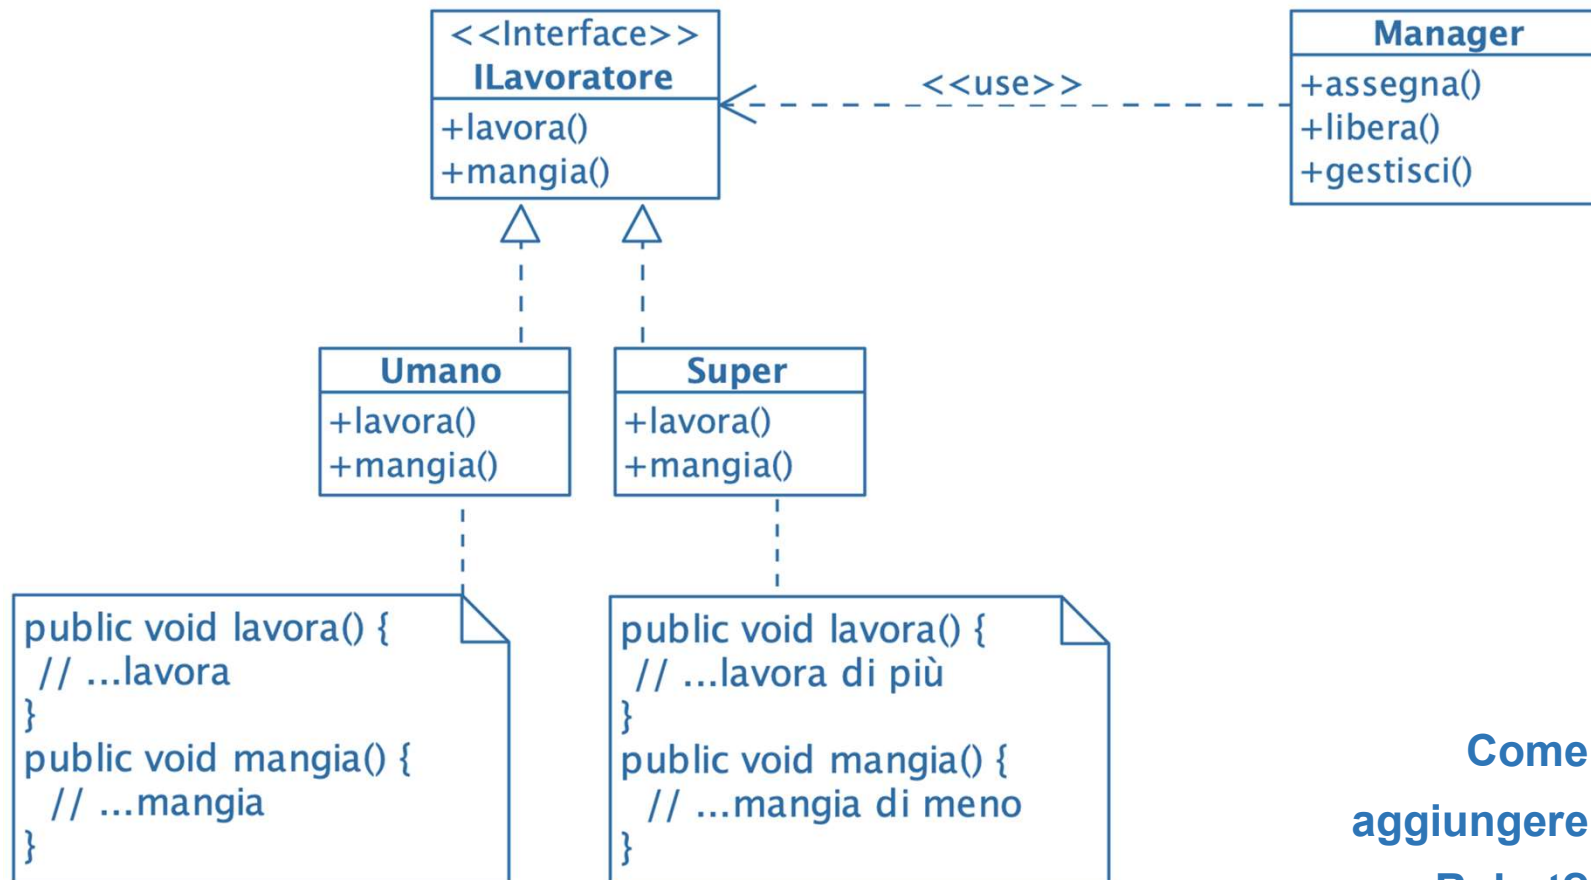 <<Interface>>
ILavoratore
+lavora()
+mangia()
<<use>>
Manager
+assegna()
+libera()
+gestisci()
Umano
+lavora()
+mangia()
Super
+lavora()
+mangia()
public void lavora() {
// ...lavora
}
public void mangia() {
// ...mangia
}
public void lavora() {
// ...lavora di più
}
public void mangia() {
// ...mangia di meno
}
Come
aggiungere